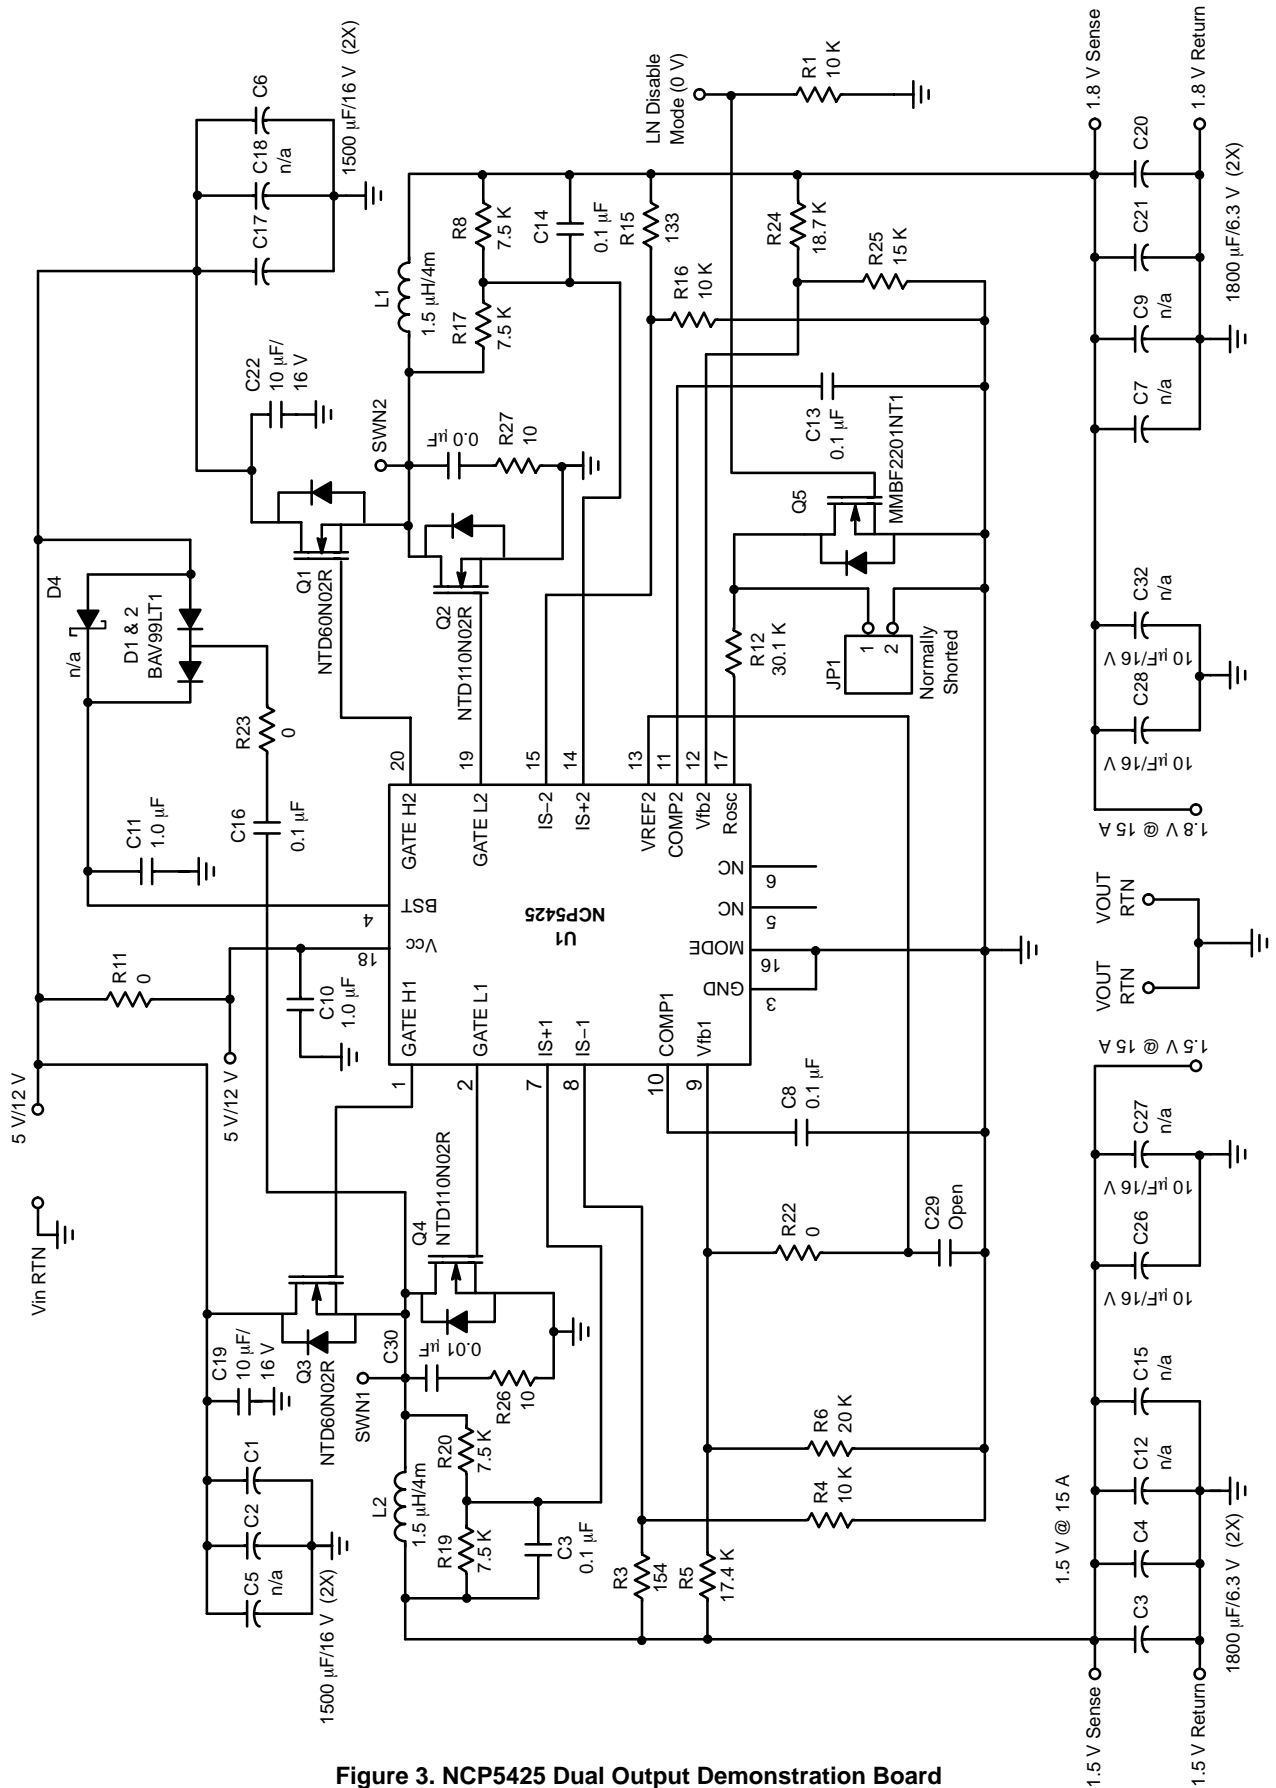 Vin RTN
5 V/12 V
5 V/12 V
R11
0
C10
1.0 µF
C11
1.0 µF
D4
n/a
D1 & 2
BAV99LT1
R23
0
C16
0.1 µF
C17
C18
n/a
C6
1500 µF/16 V (2X)
C22
10 µF/
16 V
Q1
NTD60N02R
SWN2
Q2
NTD110N02R
0.0 µF
R27
10
L1
1.5 µH/4m
R17
7.5 K
R8
7.5 K
C14
0.1 µF
R15
133
R16
10 K
R24
18.7 K
R25
15 K
LN Disable
Mode (0 V)
R1
10 K
C13
0.1 µF
Q5
MMBF2201NT1
R12
30.1 K
JP1
1
2
Normally
Shorted
C5
n/a
C2
C1
1500 µF/16 V (2X)
C19
10 µF/
16 V
Q3
NTD60N02R
SWN1
C30
0.01 µF
R26
10
Q4
NTD110N02R
L2
1.5 µH/4m
R19
7.5 K
R20
7.5 K
C3
0.1 µF
R3
154
R5
17.4 K
R4
10 K
R6
20 K
R22
0
C29
Open
C8
0.1 µF
U1
NCP5425
1
GATE H1
2
GATE L1
7
IS+1
8
IS–1
10
COMP1
9
Vfb1
18
Vcc
4
BST
20
GATE H2
19
GATE L2
15
IS–2
14
IS+2
13
VREF2
11
COMP2
12
Vfb2
17
Rosc
3
GND
16
MODE
5
NC
6
NC
1.5 V Sense
1.5 V Return
1.5 V @ 15 A
C3
C4
C12
n/a
C15
n/a
1800 µF/6.3 V (2X)
C26
10 µF/16 V
C27
n/a
10 µF/16 V
1.5 V @ 15 A
VOUT
RTN
VOUT
RTN
1.8 V @ 15 A
C28
10 µF/16 V
C32
n/a
10 µF/16 V
C7
n/a
C9
n/a
C21
C20
1800 µF/6.3 V (2X)
1.8 V Sense
1.8 V Return
Figure 3. NCP5425 Dual Output Demonstration Board